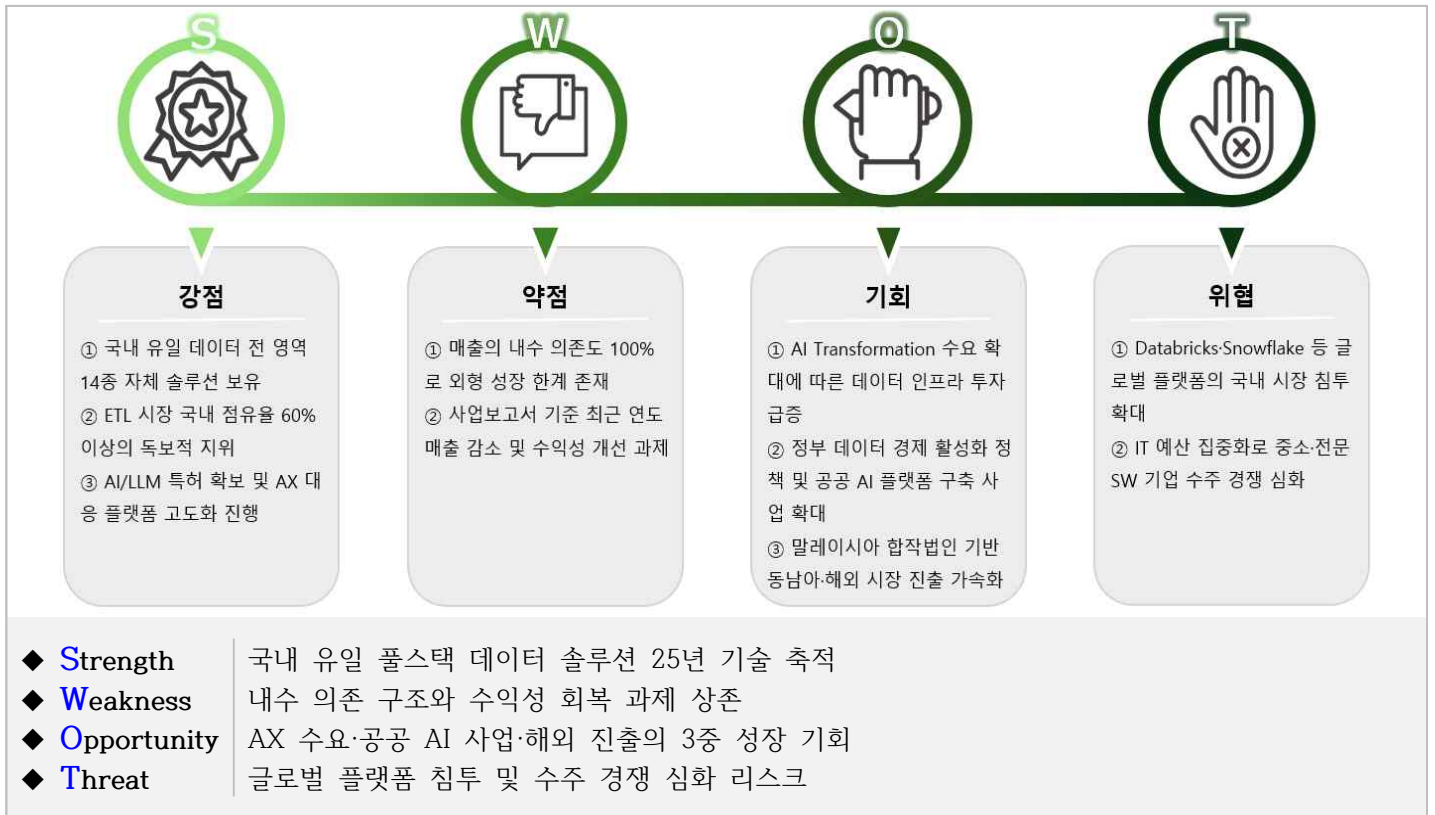 S
W
O
T
강점
① 국내 유일 데이터 전 영역
14종 자체 솔루션 보유
② ETL 시장 국내 점유율 60%
이상의 독보적 지위
③ AI/LLM 특허 확보 및 AX 대
응 플랫폼 고도화 진행
약점
① 매출의 내수 의존도 100%
로 외형 성장 한계 존재
② 사업보고서 기준 최근 연도
매출 감소 및 수익성 개선 과제
기회
① AI Transformation 수요 확
대에 따른 데이터 인프라 투자
급증
② 정부 데이터 경제 활성화 정
책 및 공공 AI 플랫폼 구축 사
업 확대
③ 말레이시아 합작법인 기반
동남아·해외 시장 진출 가속화
위협
① Databricks·Snowflake 등 글
로벌 플랫폼의 국내 시장 침투
확대
② IT 예산 집중화로 중소·전문
SW 기업 수주 경쟁 심화
◆ Strength 국내 유일 풀스택 데이터 솔루션 25년 기술 축적
◆ Weakness 내수 의존 구조와 수익성 회복 과제 상존
◆ Opportunity AX 수요·공공 AI 사업·해외 진출의 3중 성장 기회
◆ Threat 글로벌 플랫폼 침투 및 수주 경쟁 심화 리스크